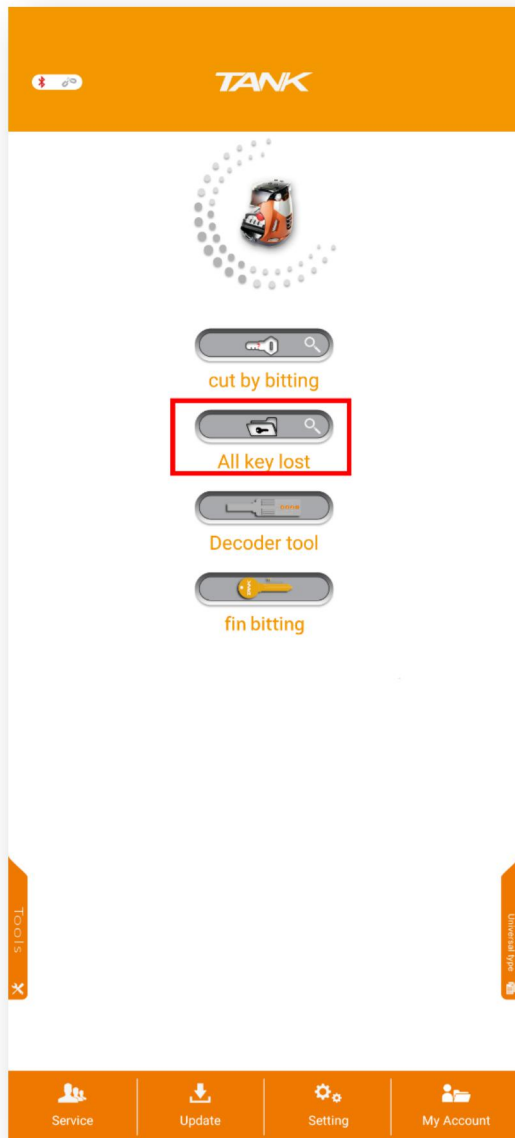 TANK
cut by bitting
All key lost
Decoder tool
fin bitting
Tools
Universal type
Service
Update
Setting
My Account